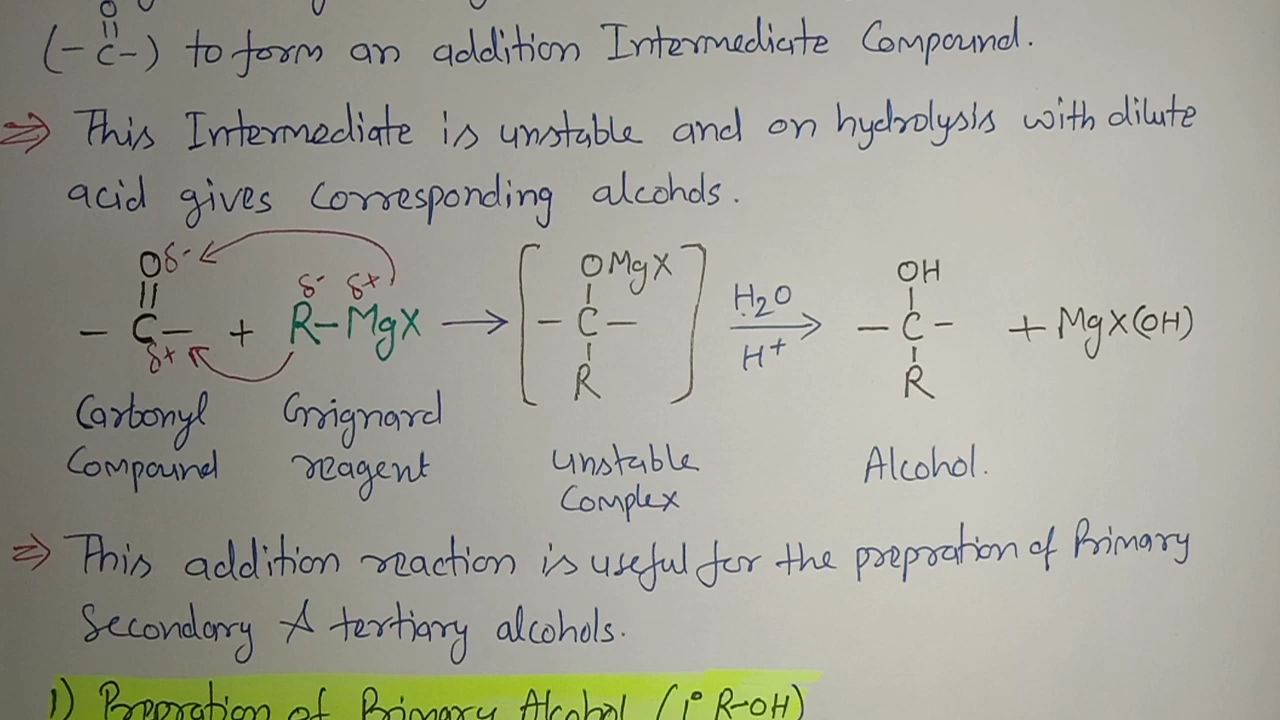 O
||
(-C-) to form an addition Intermediate Compound.
⇒ This Intermediate is unstable and on hydrolysis with dilute
acid gives corresponding alcohols.
Oδ- δ- δ+ OMgX H2O OH
|| | |
-C- + R-MgX → [-C-] → -C- + MgX(OH)
δ+ | H+ |
R R
Carbonyl Grignard
Compound reagent unstable Alcohol.
Complex
⇒ This addition reaction is useful for the prepration of Primary
Secondary & tertiary alcohols.
1) Prepration of Primary Alcohol (1° R-OH)